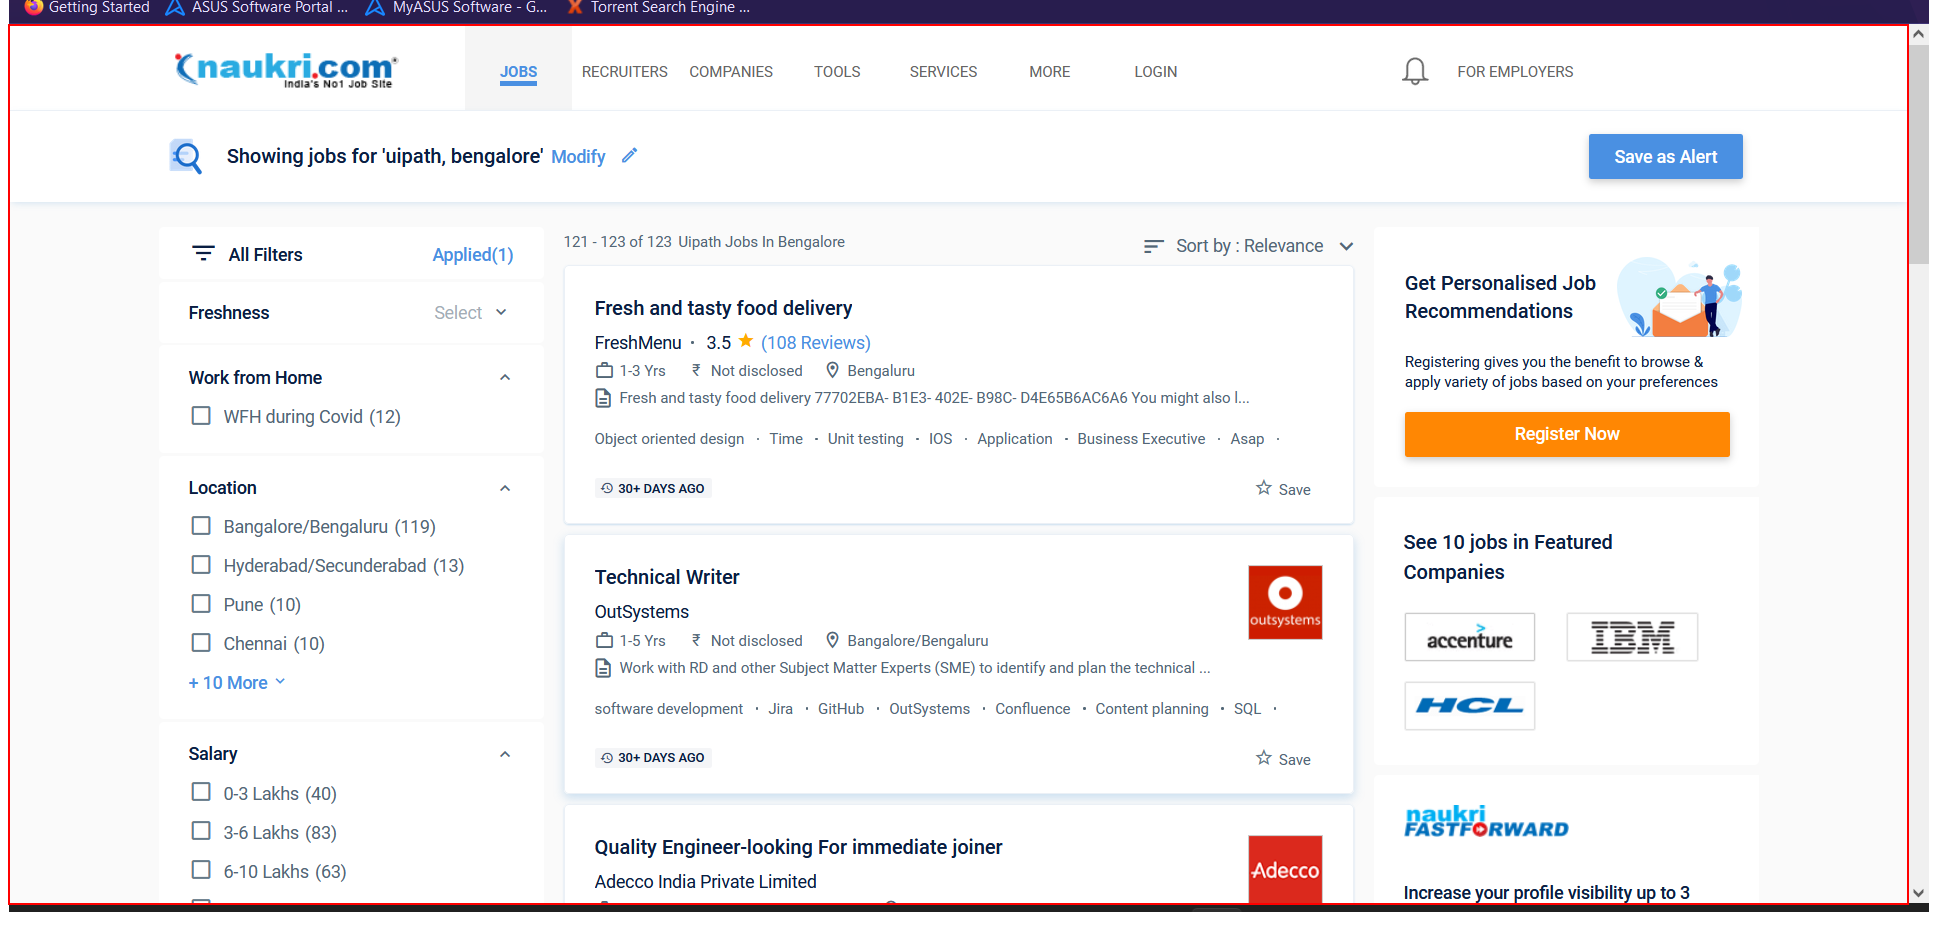 Getting Started ASUS Software Portal ... MyASUS Software - G... Torrent Search Engine ...
naukri.com
India's No1 Job Site
JOBS RECRUITERS COMPANIES TOOLS SERVICES MORE LOGIN FOR EMPLOYERS
Showing jobs for 'uipath, bengalore' Modify
Save as Alert
All Filters Applied(1)
Freshness Select
Work from Home
WFH during Covid (12)
Location
Bangalore/Bengaluru (119)
Hyderabad/Secunderabad (13)
Pune (10)
Chennai (10)
+ 10 More
Salary
0-3 Lakhs (40)
3-6 Lakhs (83)
6-10 Lakhs (63)
121 - 123 of 123 Uipath Jobs In Bengalore
Sort by : Relevance
Fresh and tasty food delivery
FreshMenu · 3.5 (108 Reviews)
1-3 Yrs ₹ Not disclosed Bengaluru
Fresh and tasty food delivery 77702EBA- B1E3- 402E- B98C- D4E65B6AC6A6 You might also l...
Object oriented design · Time · Unit testing · IOS · Application · Business Executive · Asap ·
30+ DAYS AGO
Save
Technical Writer
OutSystems
outsystems
1-5 Yrs ₹ Not disclosed Bangalore/Bengaluru
Work with RD and other Subject Matter Experts (SME) to identify and plan the technical ...
software development · Jira · GitHub · OutSystems · Confluence · Content planning · SQL ·
30+ DAYS AGO
Save
Quality Engineer-looking For immediate joiner
Adecco India Private Limited
Adecco
Get Personalised Job
Recommendations
Registering gives you the benefit to browse &
apply variety of jobs based on your preferences
Register Now
See 10 jobs in Featured
Companies
accenture
IBM
HCL
naukri
FASTFORWARD
Increase your profile visibility up to 3